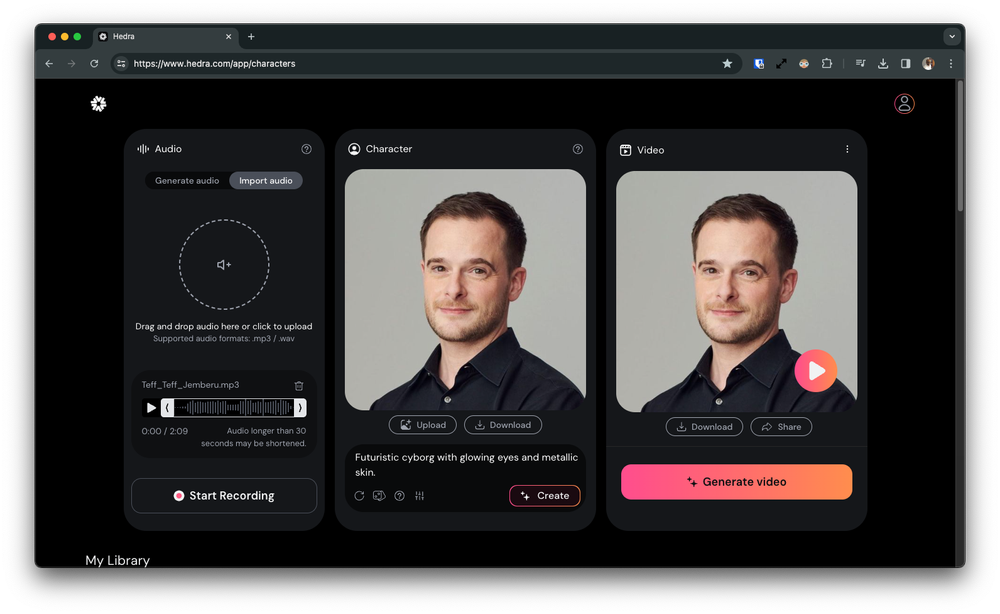 Hedra
https://www.hedra.com/app/characters
Audio
Generate audio
Import audio
Drag and drop audio here or click to upload
Supported audio formats: .mp3 / .wav
Teff_Teff_Jemberu.mp3
0:00 / 2:09
Audio longer than 30
seconds may be shortened.
Start Recording
Character
Upload
Download
Futuristic cyborg with glowing eyes and metallic
skin.
Create
Video
Download
Share
Generate video
My Library